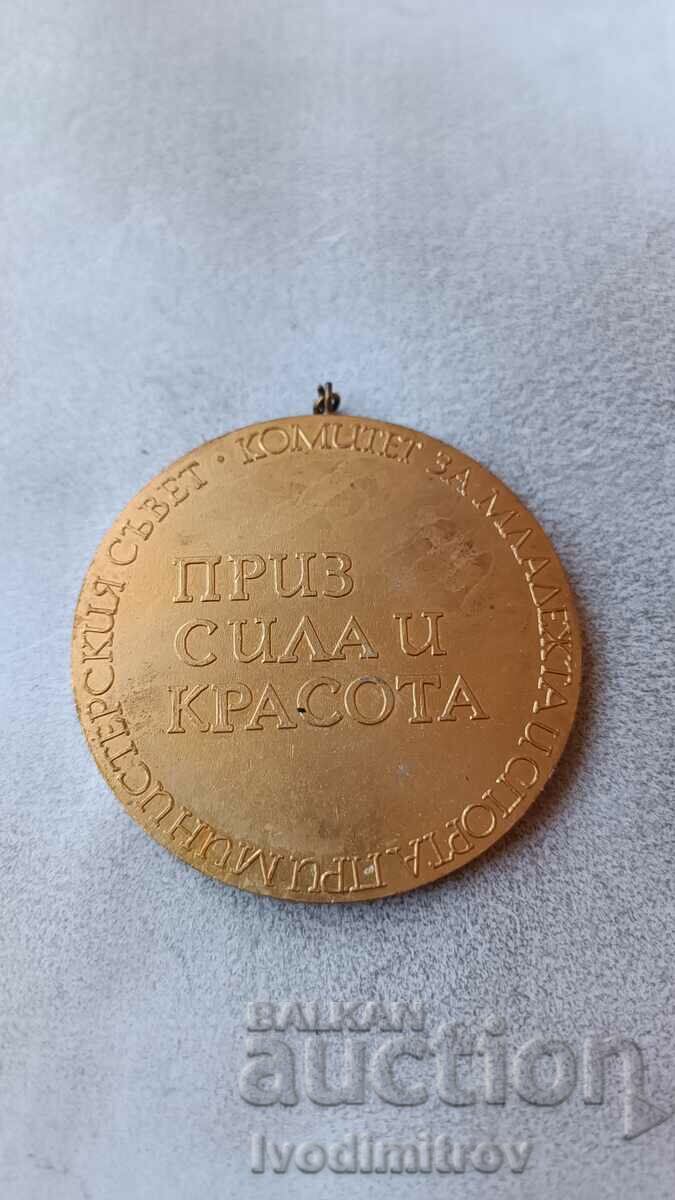 КОМИТЕТ ЗА МЛАДЕЖТА И СПОРТА ПРИ МИНИСТЕРСКИЯ СЪВЕТ ·
ПРИЗ
СИЛА И
КРАСОТА
BALKAN
auction
Ivodimitrov